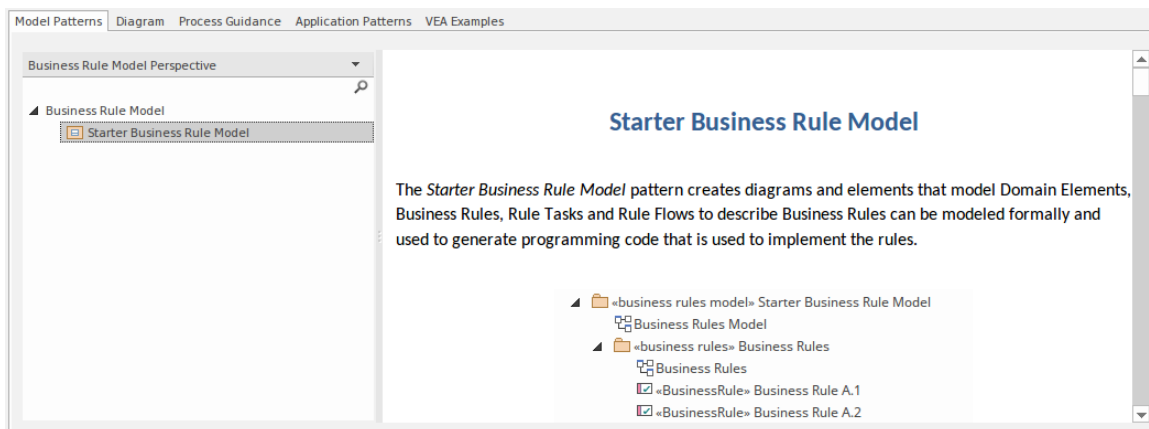 Model Patterns Diagram Process Guidance Application Patterns VEA Examples
Business Rule Model Perspective
Business Rule Model
Starter Business Rule Model
Starter Business Rule Model
The Starter Business Rule Model pattern creates diagrams and elements that model Domain Elements,
Business Rules, Rule Tasks and Rule Flows to describe Business Rules can be modeled formally and
used to generate programming code that is used to implement the rules.
«business rules model» Starter Business Rule Model
Business Rules Model
«business rules» Business Rules
Business Rules
«BusinessRule» Business Rule A.1
«BusinessRule» Business Rule A.2